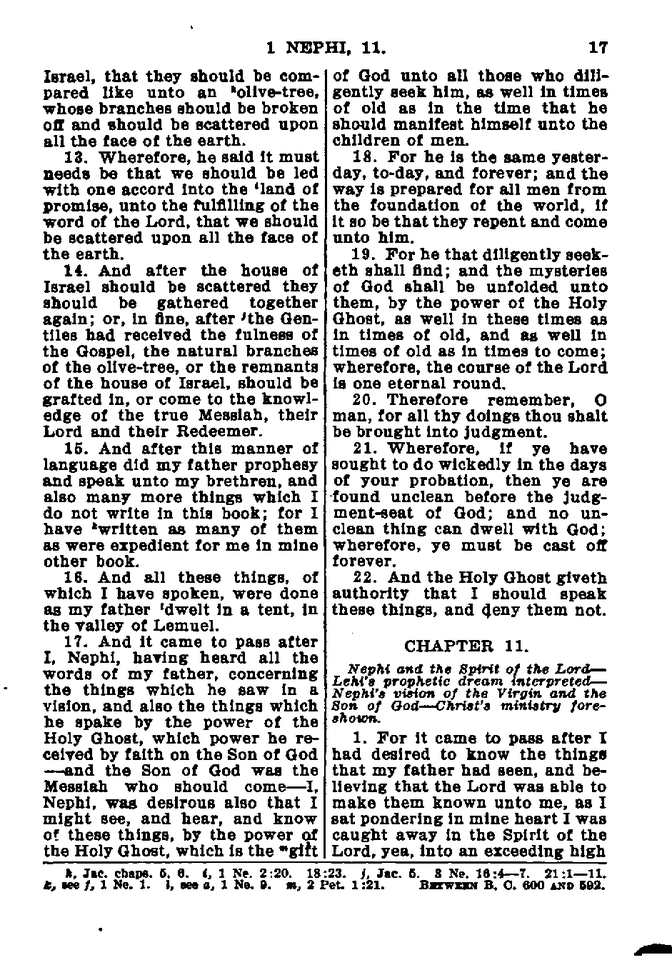 1 NEPHI, 11. 17
Israel, that they should be com-
pared like unto an ʰolive-tree,
whose branches should be broken
off and should be scattered upon
all the face of the earth.
13. Wherefore, he said it must
needs be that we should be led
with one accord into the ⁱland of
promise, unto the fulfilling of the
word of the Lord, that we should
be scattered upon all the face of
the earth.
14. And after the house of
Israel should be scattered they
should be gathered together
again; or, in fine, after ʲthe Gen-
tiles had received the fulness of
the Gospel, the natural branches
of the olive-tree, or the remnants
of the house of Israel, should be
grafted in, or come to the knowl-
edge of the true Messiah, their
Lord and their Redeemer.
15. And after this manner of
language did my father prophesy
and speak unto my brethren, and
also many more things which I
do not write in this book; for I
have ᵏwritten as many of them
as were expedient for me in mine
other book.
16. And all these things, of
which I have spoken, were done
as my father ˡdwelt in a tent, in
the valley of Lemuel.
17. And it came to pass after
I, Nephi, having heard all the
words of my father, concerning
the things which he saw in a
vision, and also the things which
he spake by the power of the
Holy Ghost, which power he re-
ceived by faith on the Son of God
—and the Son of God was the
Messiah who should come—I,
Nephi, was desirous also that I
might see, and hear, and know
of these things, by the power of
the Holy Ghost, which is the ᵐgift
of God unto all those who dili-
gently seek him, as well in times
of old as in the time that he
should manifest himself unto the
children of men.
18. For he is the same yester-
day, to-day, and forever; and the
way is prepared for all men from
the foundation of the world, if
it so be that they repent and come
unto him.
19. For he that diligently seek-
eth shall find; and the mysteries
of God shall be unfolded unto
them, by the power of the Holy
Ghost, as well in these times as
in times of old, and as well in
times of old as in times to come;
wherefore, the course of the Lord
is one eternal round.
20. Therefore remember, O
man, for all thy doings thou shalt
be brought into judgment.
21. Wherefore, if ye have
sought to do wickedly in the days
of your probation, then ye are
found unclean before the judg-
ment-seat of God; and no un-
clean thing can dwell with God;
wherefore, ye must be cast off
forever.
22. And the Holy Ghost giveth
authority that I should speak
these things, and deny them not.
CHAPTER 11.
Nephi and the Spirit of the Lord—
Lehi's prophetic dream interpreted—
Nephi's vision of the Virgin and the
Son of God—Christ's ministry fore-
shown.
1. For it came to pass after I
had desired to know the things
that my father had seen, and be-
lieving that the Lord was able to
make them known unto me, as I
sat pondering in mine heart I was
caught away in the Spirit of the
Lord, yea, into an exceeding high
h, Jac. chaps. 5, 6. i, 1 Ne. 2:20. 18:23. j, Jac. 5. 3 Ne. 16:4—7. 21:1—11.
k, see f, 1 Ne. 1. l, see a, 1 Ne. 9. m, 2 Pet. 1:21. BETWEEN B. C. 600 AND 592.